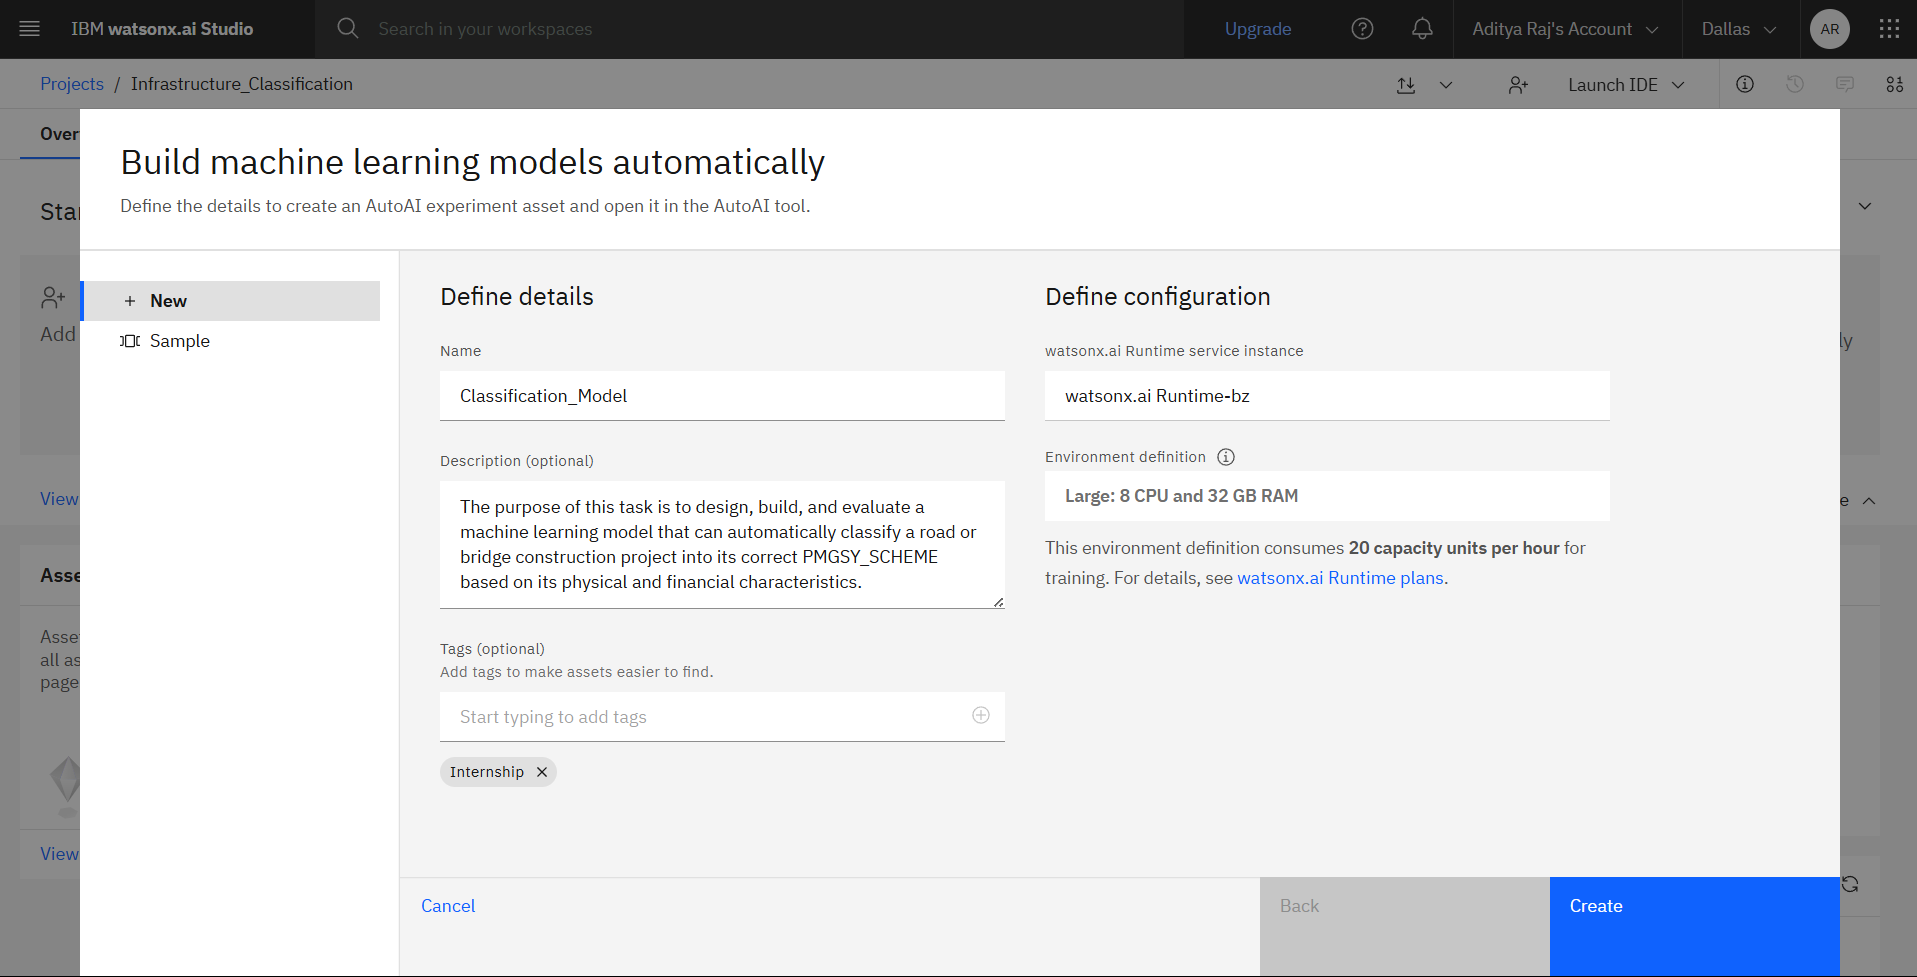 IBM watsonx.ai Studio
Search in your workspaces
Upgrade
Aditya Raj's Account
Dallas
AR
Projects / Infrastructure_Classification
Launch IDE
Over
Build machine learning models automatically
Define the details to create an AutoAI experiment asset and open it in the AutoAI tool.
Star
Add
ly
View
e
Asse
Asse
all as
page
View
New
Sample
Define details
Name
Classification_Model
Description (optional)
The purpose of this task is to design, build, and evaluate a
machine learning model that can automatically classify a road or
bridge construction project into its correct PMGSY_SCHEME
based on its physical and financial characteristics.
Tags (optional)
Add tags to make assets easier to find.
Start typing to add tags
Internship
Define configuration
watsonx.ai Runtime service instance
watsonx.ai Runtime-bz
Environment definition
Large: 8 CPU and 32 GB RAM
This environment definition consumes 20 capacity units per hour for
training. For details, see watsonx.ai Runtime plans.
Cancel
Back
Create